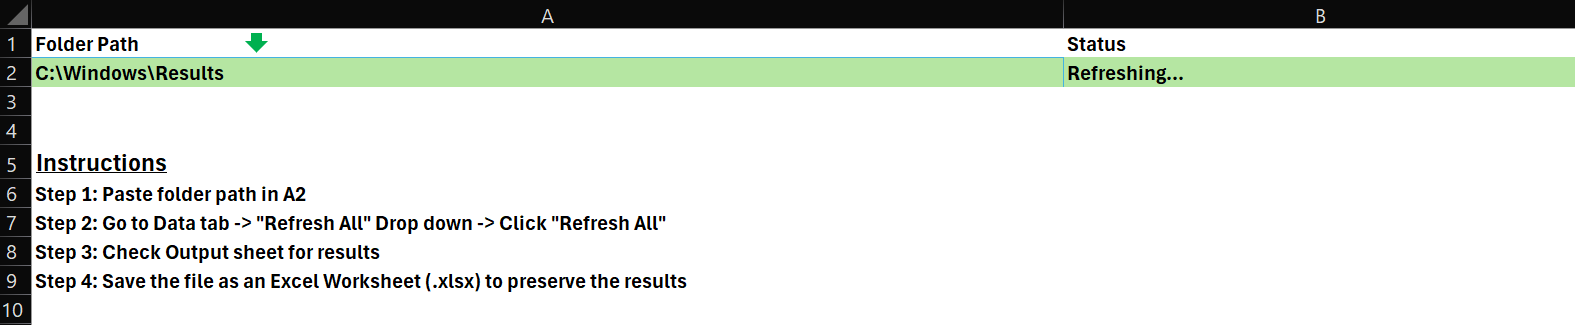 A B
1 Folder Path Status
2 C:\Windows\Results Refreshing...
3
4
5 Instructions
6 Step 1: Paste folder path in A2
7 Step 2: Go to Data tab -> "Refresh All" Drop down -> Click "Refresh All"
8 Step 3: Check Output sheet for results
9 Step 4: Save the file as an Excel Worksheet (.xlsx) to preserve the results
10